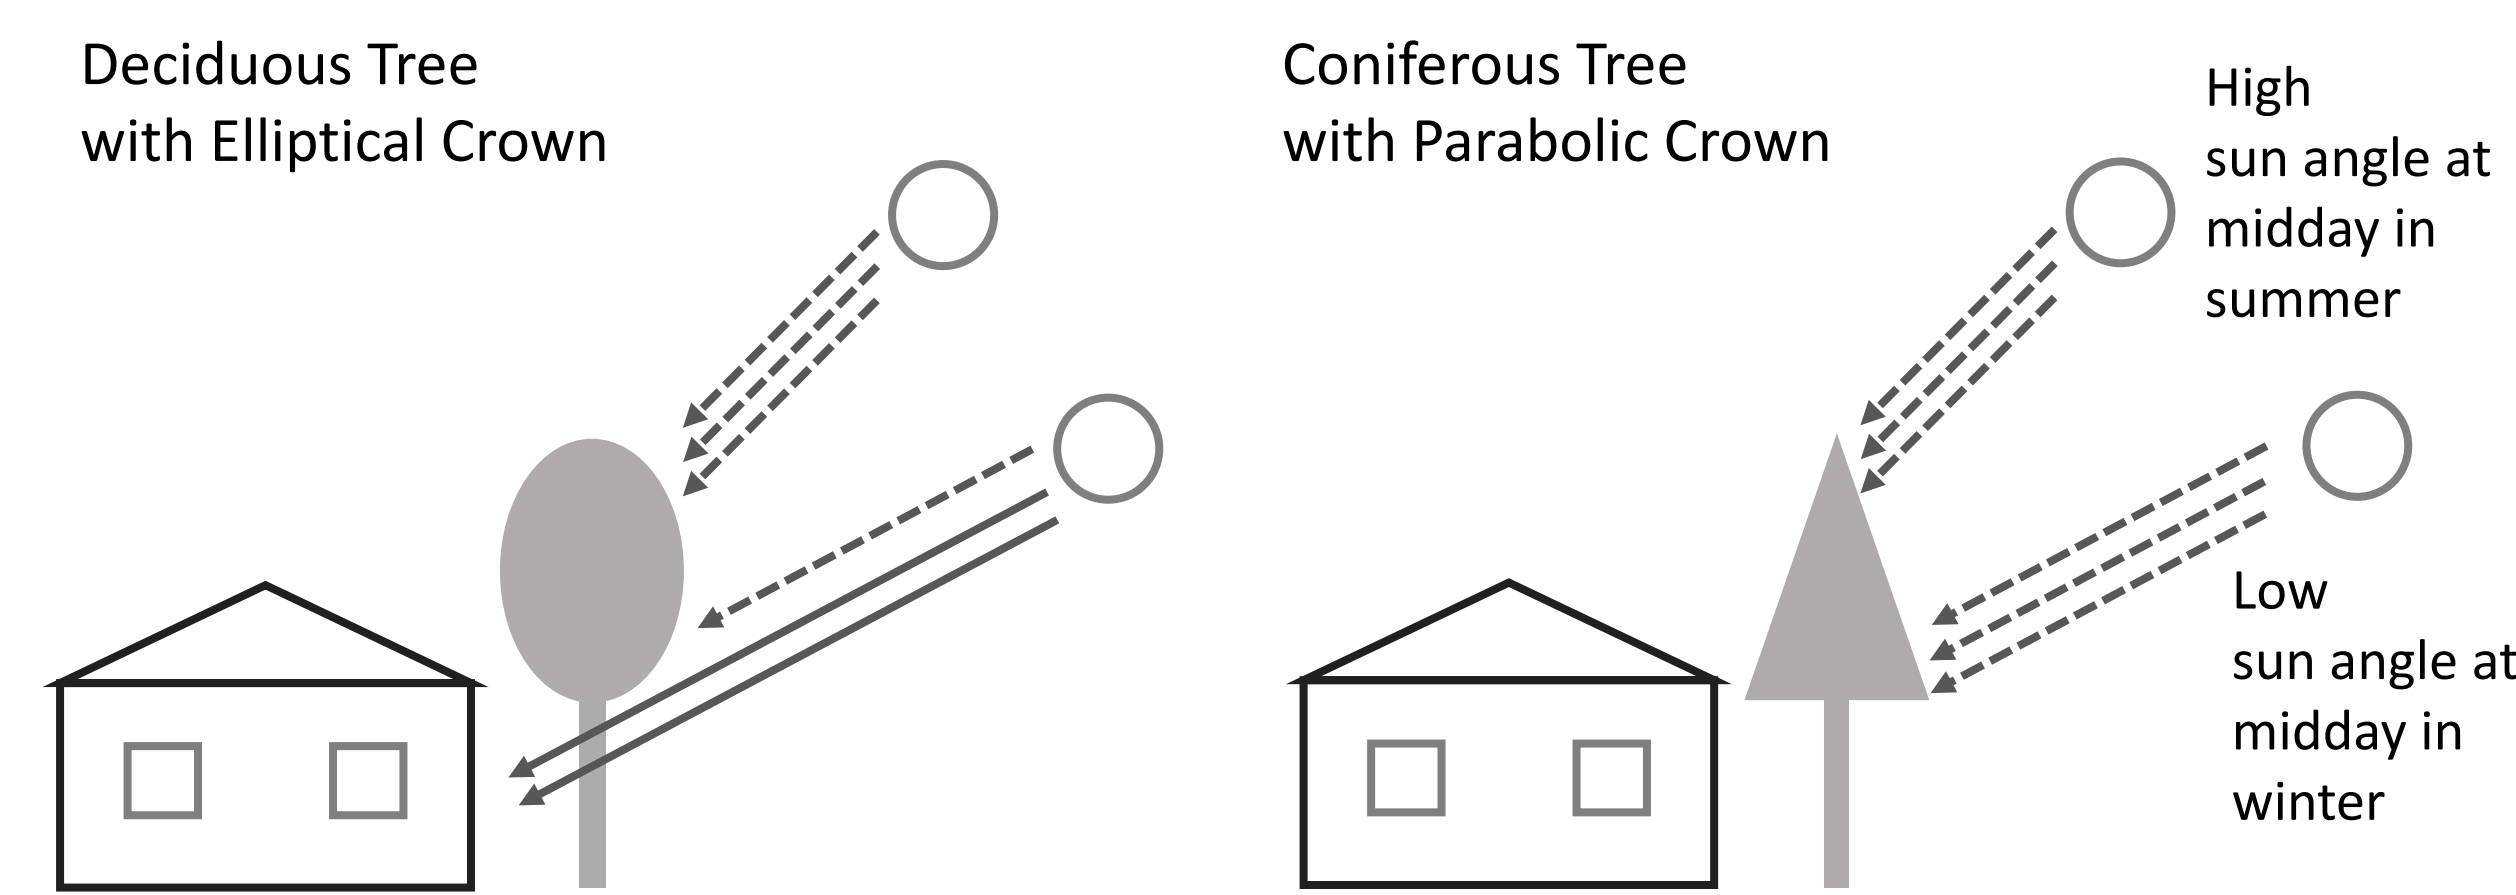 Deciduous Tree
with Elliptical Crown
Coniferous Tree
with Parabolic Crown
High
sun angle at
midday in
summer
Low
sun angle at
midday in
winter